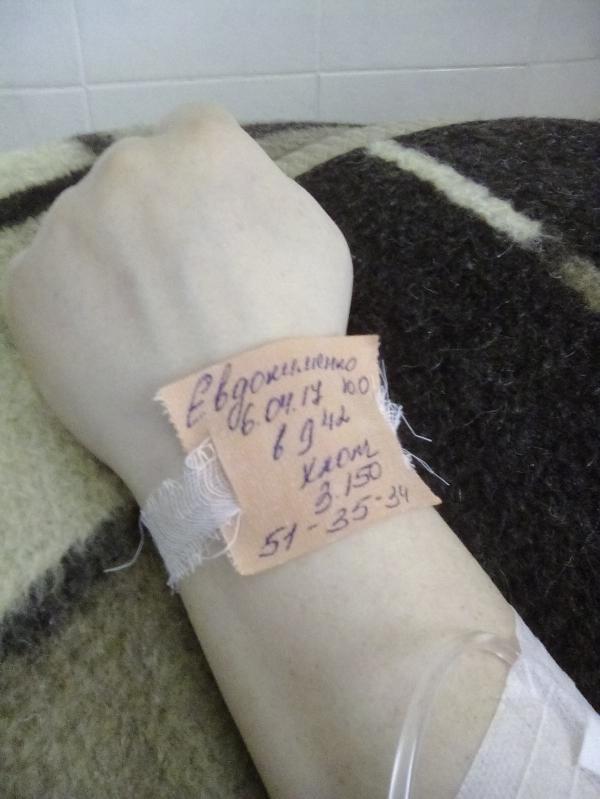 Евдокименко
6.04.17 Ю.О
в 9 42
хлоп
3.150
51-35-34